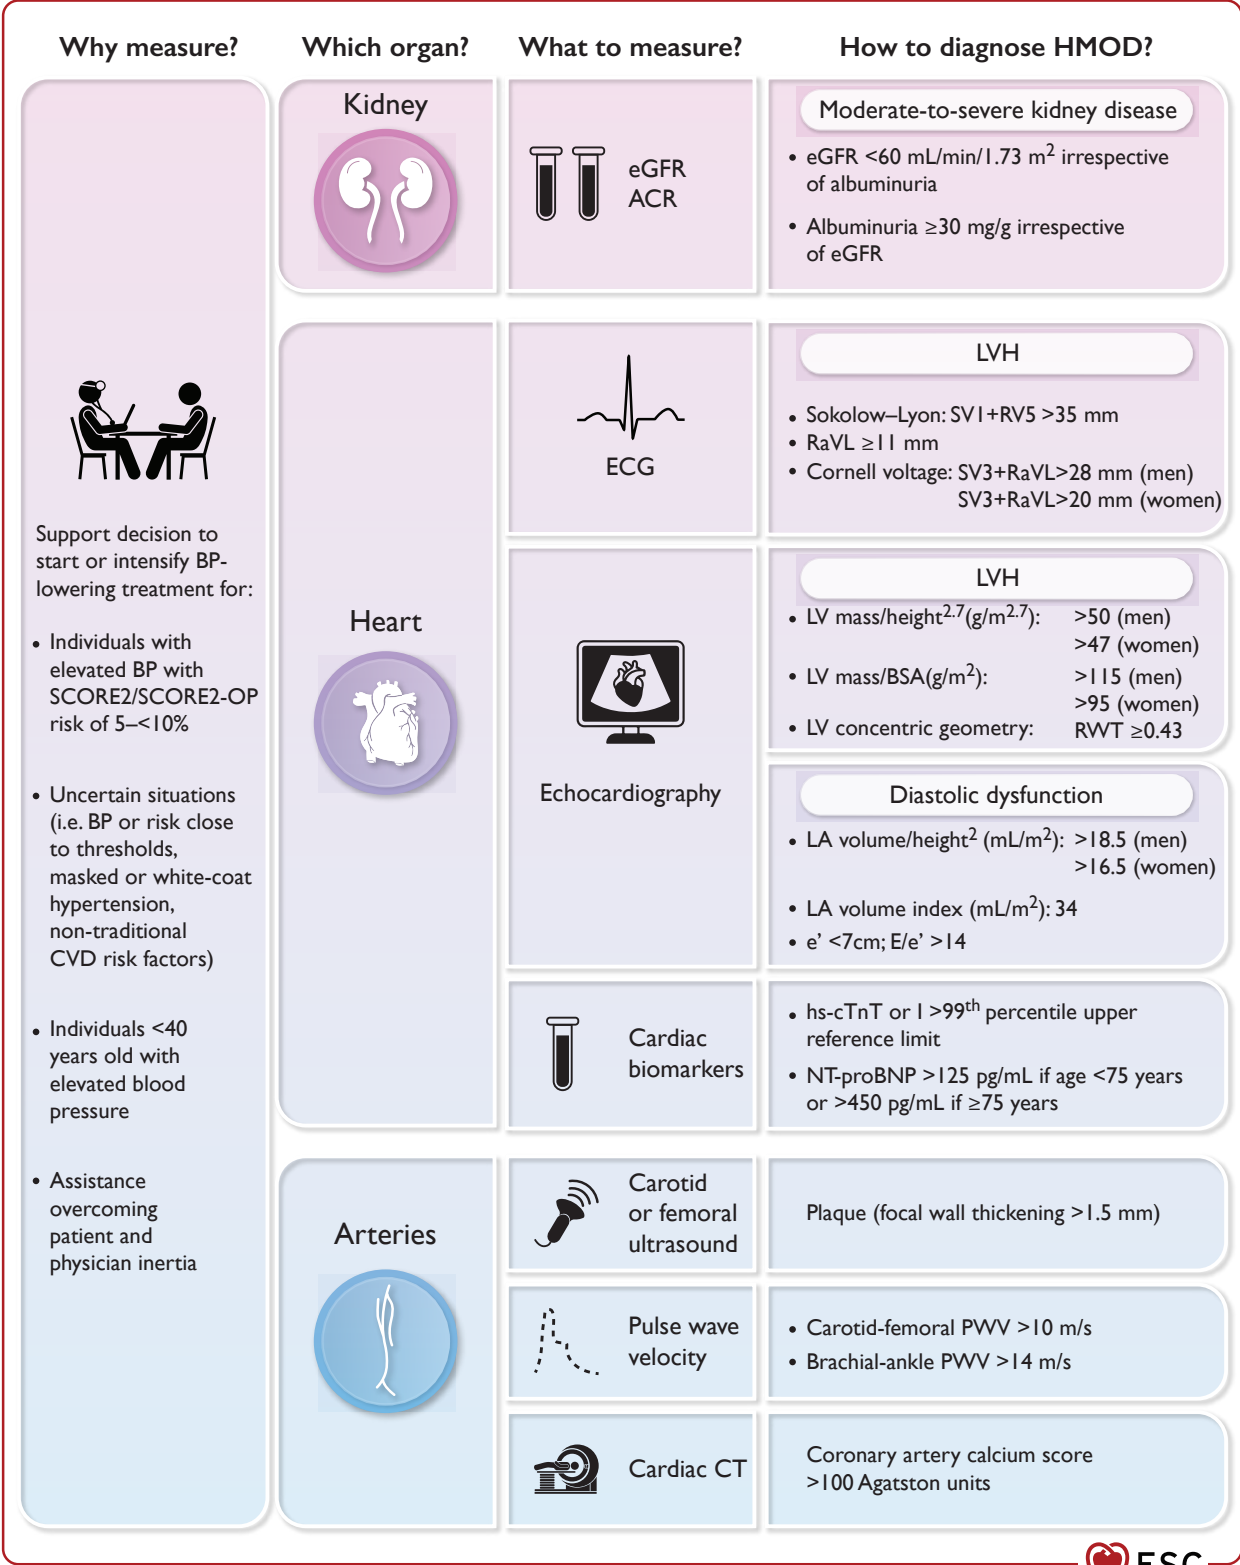 Why measure?
Which organ?
What to measure?
How to diagnose HMOD?
Support decision to
start or intensify BP-
lowering treatment for:
• Individuals with
elevated BP with
SCORE2/SCORE2-OP
risk of 5–<10%
• Uncertain situations
(i.e. BP or risk close
to thresholds,
masked or white-coat
hypertension,
non-traditional
CVD risk factors)
• Individuals <40
years old with
elevated blood
pressure
• Assistance
overcoming
patient and
physician inertia
Kidney
eGFR
ACR
Moderate-to-severe kidney disease
• eGFR <60 mL/min/1.73 m² irrespective
of albuminuria
• Albuminuria ≥30 mg/g irrespective
of eGFR
Heart
ECG
LVH
• Sokolow–Lyon: SV1+RV5 >35 mm
• RaVL ≥11 mm
• Cornell voltage: SV3+RaVL>28 mm (men)
SV3+RaVL>20 mm (women)
Echocardiography
LVH
• LV mass/height^2.7(g/m^2.7): >50 (men)
>47 (women)
• LV mass/BSA(g/m²): >115 (men)
>95 (women)
• LV concentric geometry: RWT ≥0.43
Diastolic dysfunction
• LA volume/height² (mL/m²): >18.5 (men)
>16.5 (women)
• LA volume index (mL/m²): 34
• e’ <7cm; E/e’ >14
Cardiac
biomarkers
• hs-cTnT or I >99th percentile upper
reference limit
• NT-proBNP >125 pg/mL if age <75 years
or >450 pg/mL if ≥75 years
Arteries
Carotid
or femoral
ultrasound
Plaque (focal wall thickening >1.5 mm)
Pulse wave
velocity
• Carotid-femoral PWV >10 m/s
• Brachial-ankle PWV >14 m/s
Cardiac CT
Coronary artery calcium score
>100 Agatston units
ESC